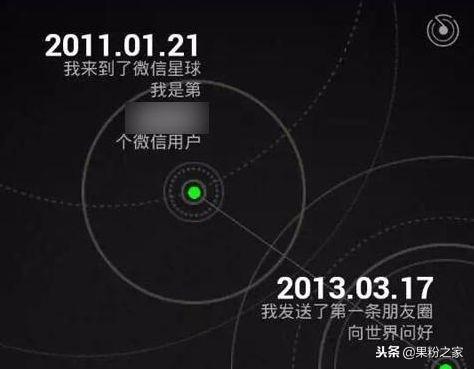 2011.01.21
我来到了微信星球
我是第
个微信用户
2013.03.17
我发送了第一条朋友圈
向世界问好
头条 @果粉之家